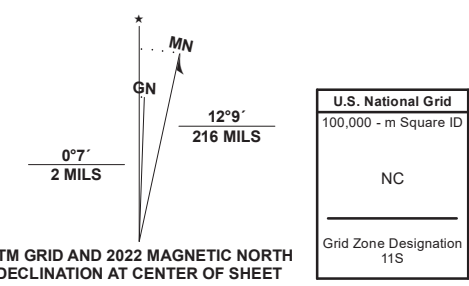 ★
MN
GN
12°9´
216 MILS
0°7´
2 MILS
TM GRID AND 2022 MAGNETIC NORTH
DECLINATION AT CENTER OF SHEET
U.S. National Grid
100,000 - m Square ID
NC
Grid Zone Designation
11S